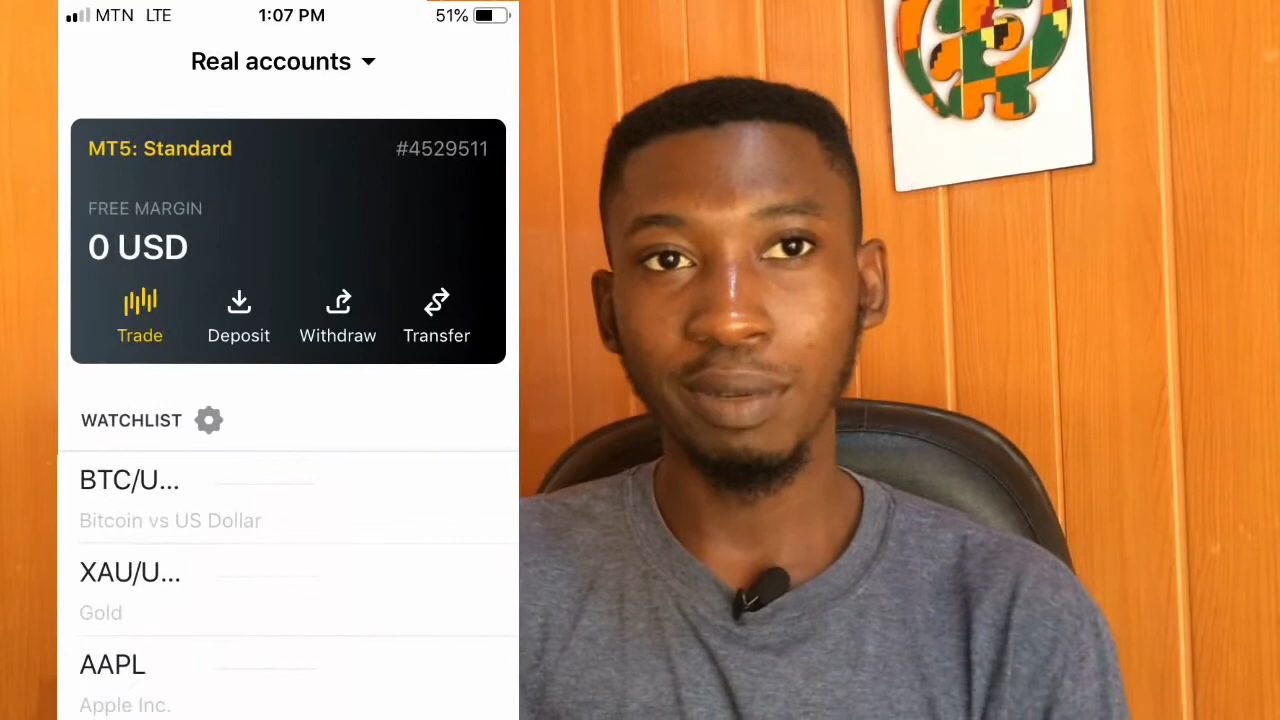 MTN LTE 1:07 PM 51%
Real accounts
MT5: Standard #4529511
FREE MARGIN
0 USD
Trade Deposit Withdraw Transfer
WATCHLIST
BTC/U...
Bitcoin vs US Dollar
XAU/U...
Gold
AAPL
Apple Inc.